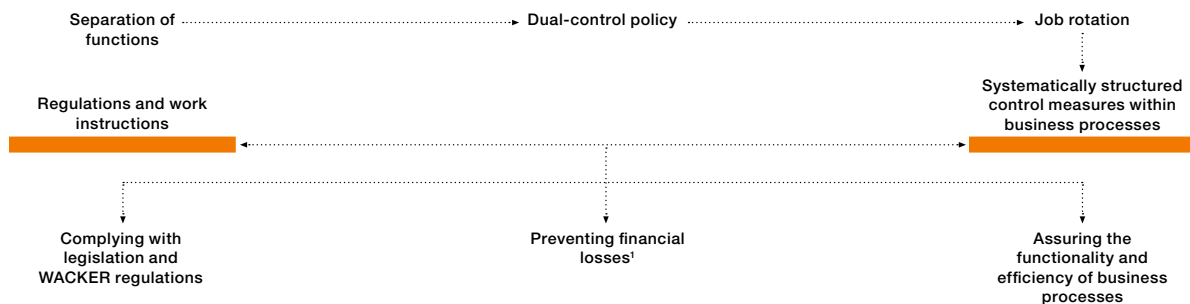 Separation of
functions
Dual-control policy
Job rotation
Regulations and work
instructions
Systematically structured
control measures within
business processes
Complying with
legislation and
WACKER regulations
Preventing financial
losses¹
Assuring the
functionality and
efficiency of business
processes